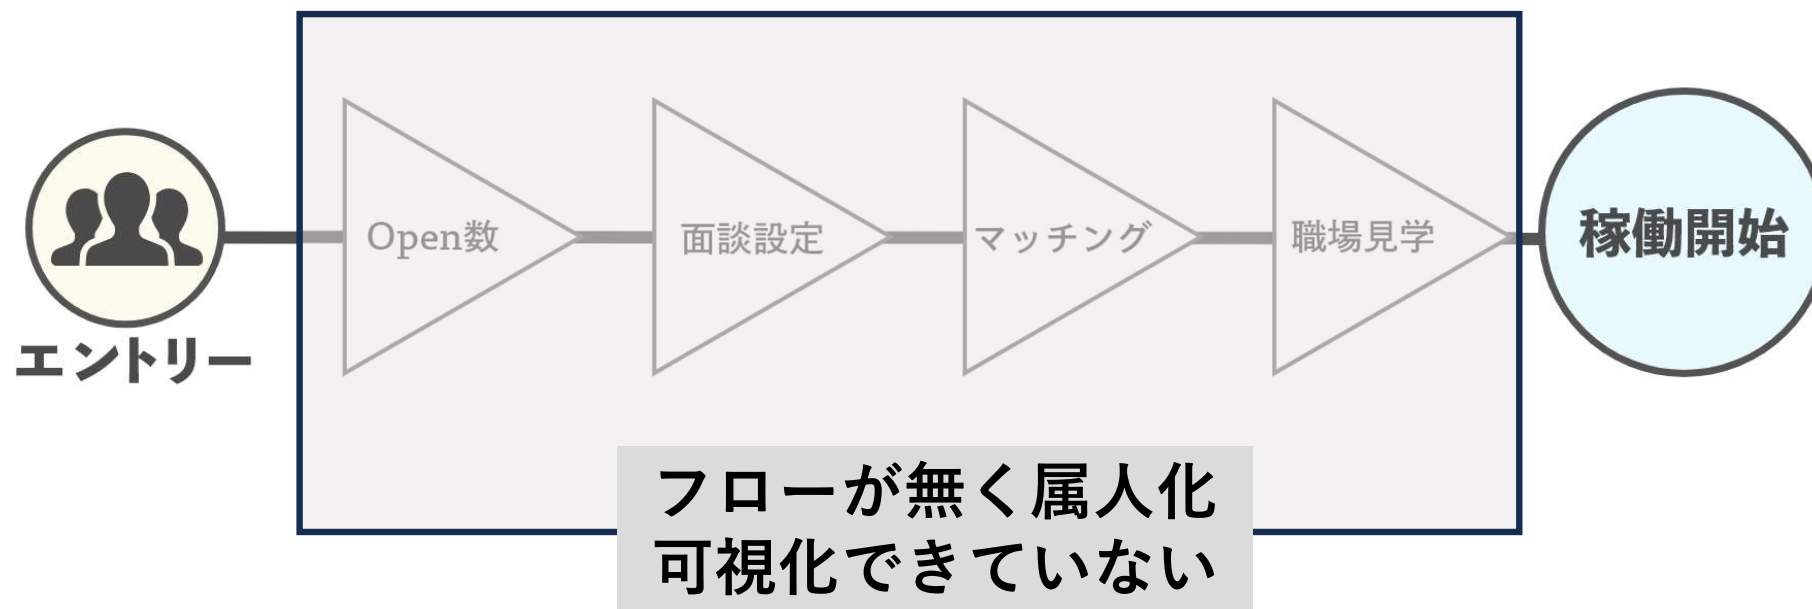 エントリー
Open数
面談設定
マッチング
職場見学
稼働開始
フローが無く属人化
可視化できていない